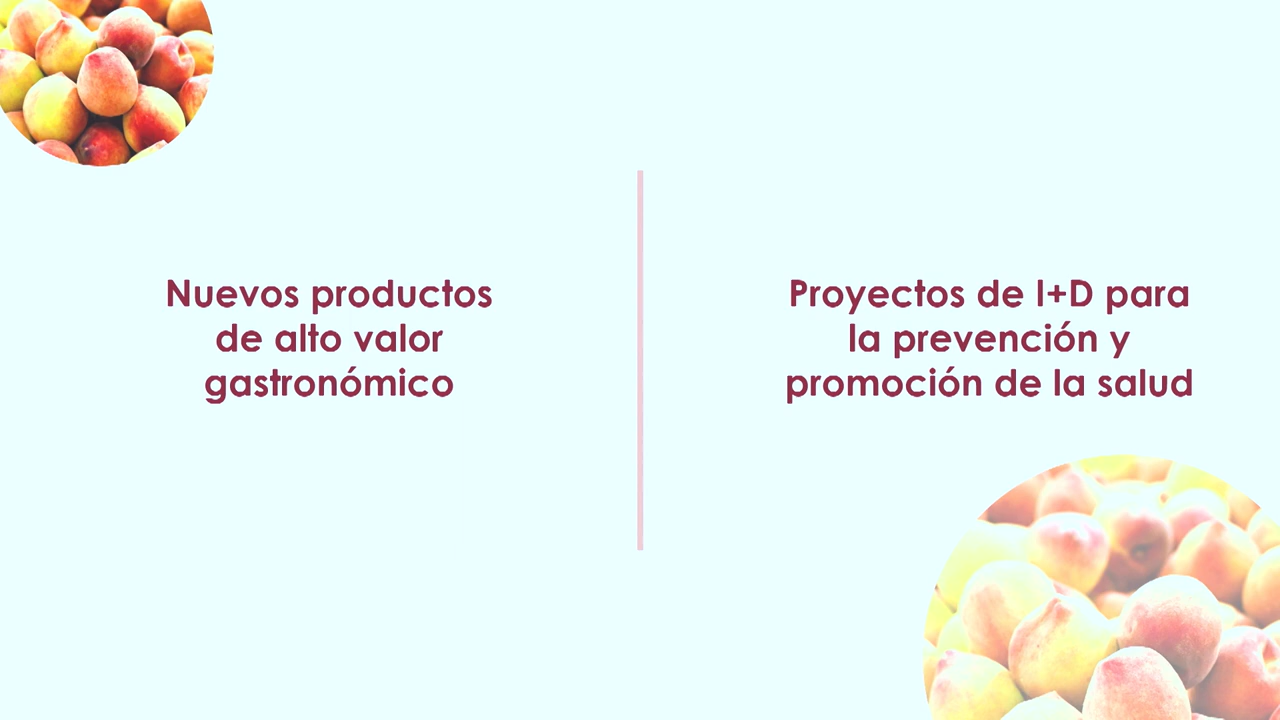 Nuevos productos
de alto valor
gastronómico
Proyectos de I+D para
la prevención y
promoción de la salud